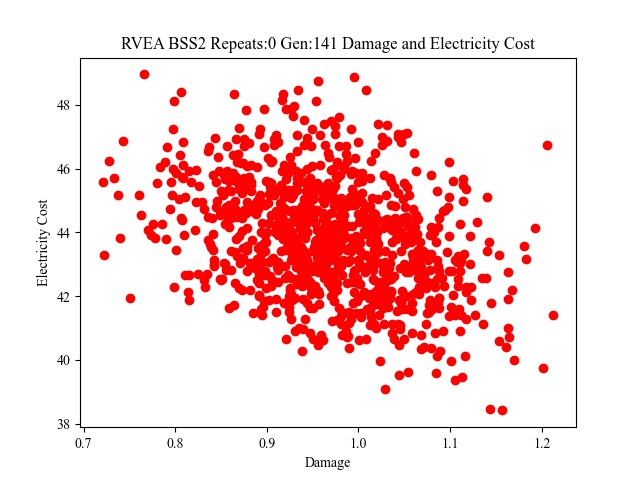 RVEA BSS2 Repeats:0 Gen:141 Damage and Electricity Cost
48
46
44
42
40
38
Electricity Cost
0.7 0.8 0.9 1.0 1.1 1.2
Damage